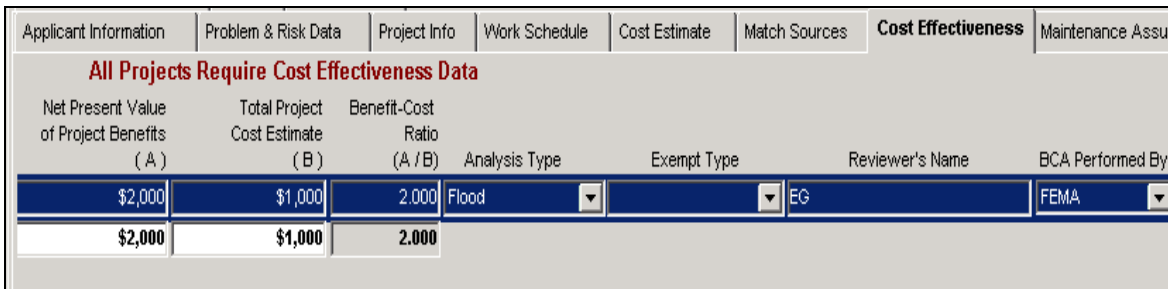 Applicant Information Problem & Risk Data Project Info Work Schedule Cost Estimate Match Sources Cost Effectiveness Maintenance Assu
All Projects Require Cost Effectiveness Data
Net Present Value Total Project Benefit-Cost
of Project Benefits Cost Estimate Ratio
( A ) ( B ) (A / B) Analysis Type Exempt Type Reviewer's Name BCA Performed By
$2,000 $1,000 2.000 Flood EG FEMA
$2,000 $1,000 2.000